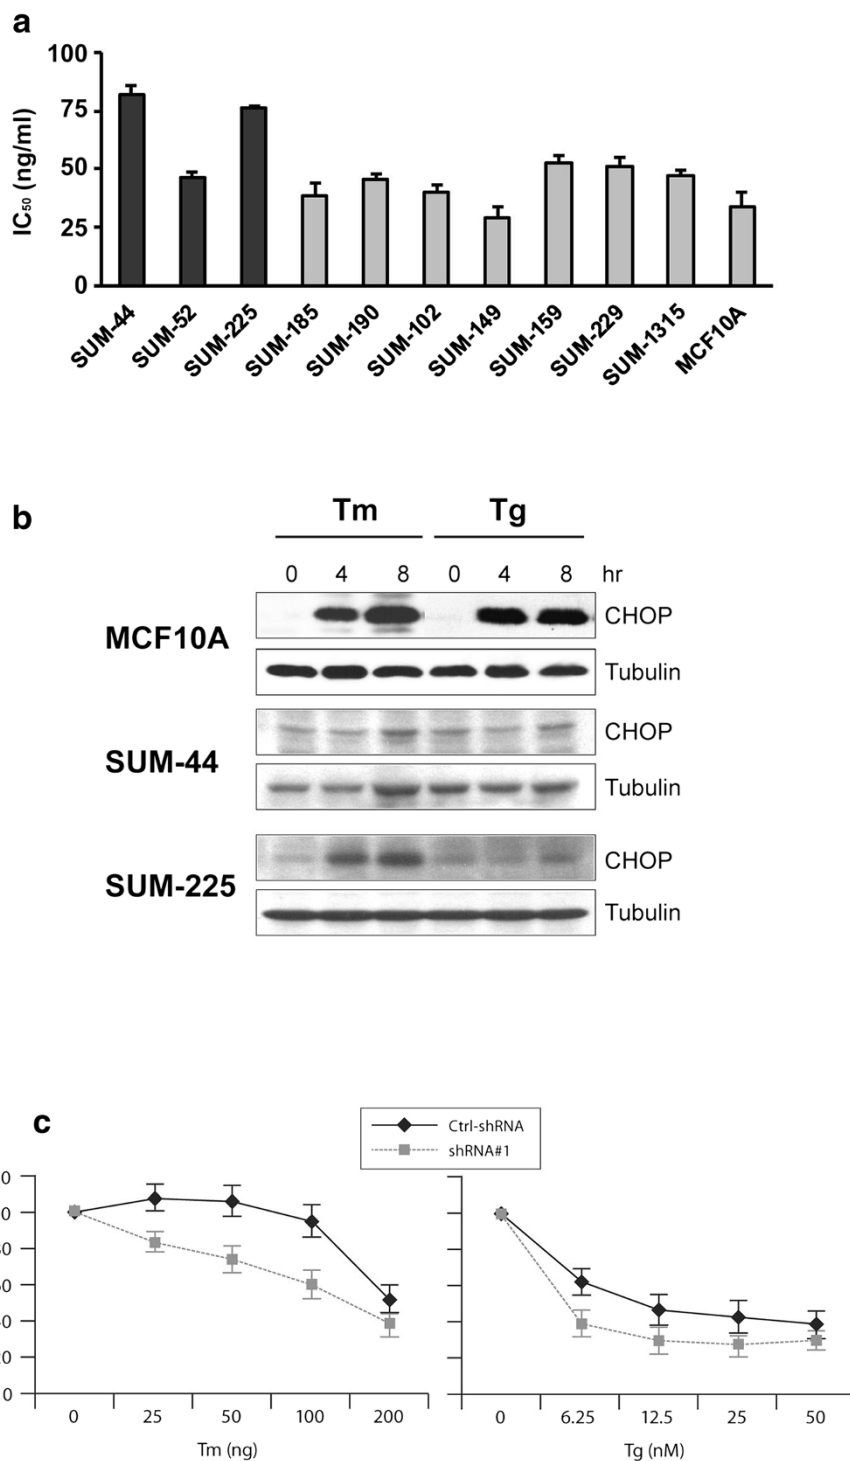 a
IC₅₀ (ng/ml)
100
75
50
25
0
SUM-44
SUM-52
SUM-225
SUM-185
SUM-190
SUM-102
SUM-149
SUM-159
SUM-229
SUM-1315
MCF10A
b
Tm Tg
0 4 8 0 4 8 hr
MCF10A
CHOP
Tubulin
SUM-44
CHOP
Tubulin
SUM-225
CHOP
Tubulin
c
Ctrl-shRNA
shRNA#1
20
0
0 25 50 100 200
Tm (ng)
0 6.25 12.5 25 50
Tg (nM)